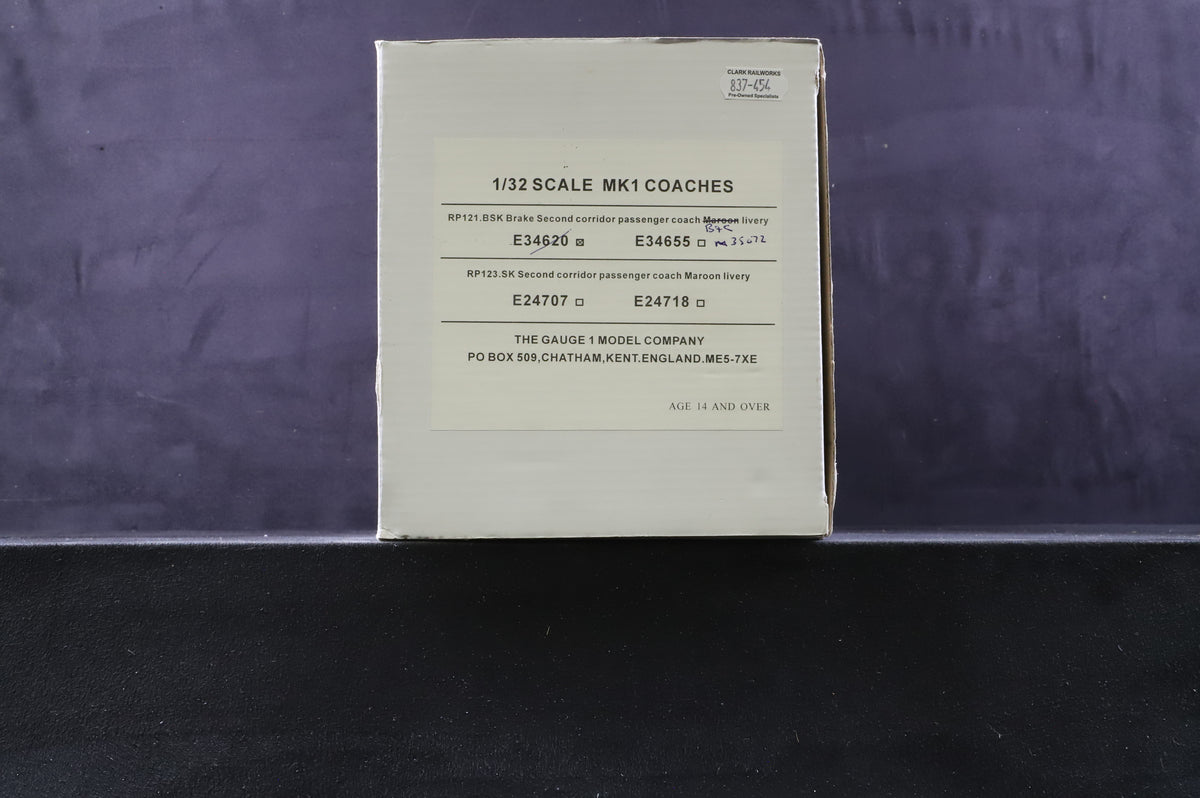 CLARK RAILWORKS
837-454
Pre-Owned Specialists
1/32 SCALE MK1 COACHES
RP121.BSK Brake Second corridor passenger coach Maroon livery
E34620 ☒ E34655 ☐
RP123.SK Second corridor passenger coach Maroon livery
E24707 ☐ E24718 ☐
THE GAUGE 1 MODEL COMPANY
PO BOX 509,CHATHAM,KENT.ENGLAND.ME5-7XE
AGE 14 AND OVER